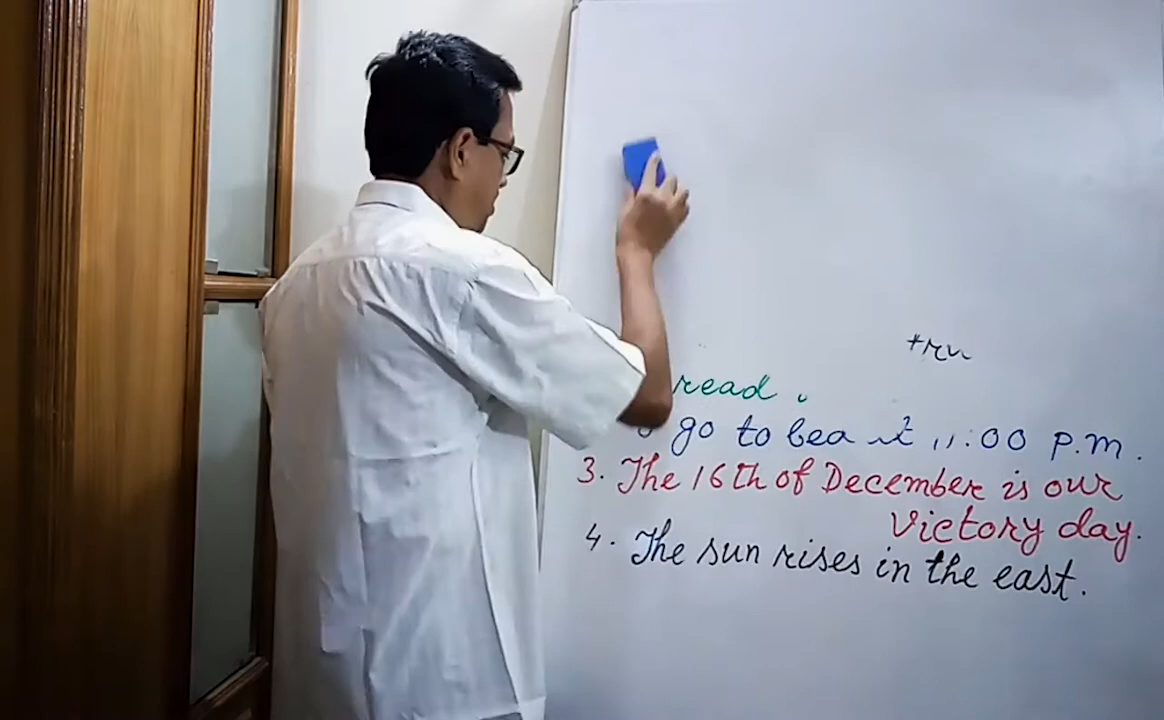 +ru
read.
go to bed at 11:00 P.M.
3. The 16th of December is our
Victory day.
4. The sun rises in the east.